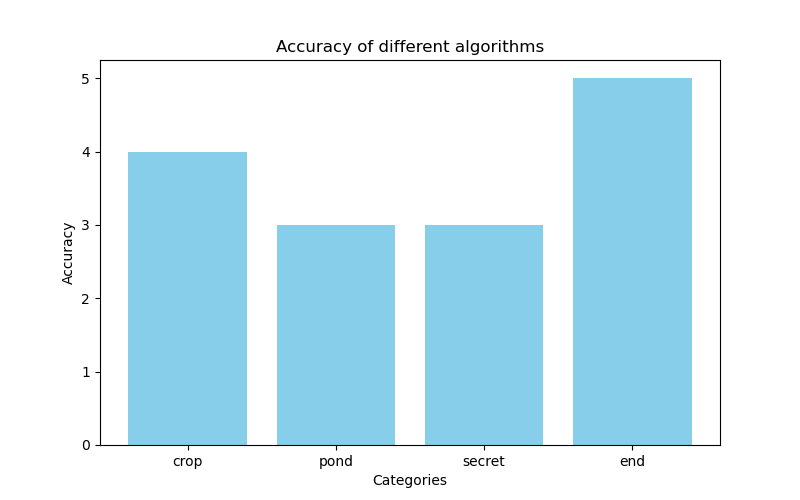 Accuracy of different algorithms
Accuracy
5
4
3
2
1
0
crop pond secret end
Categories